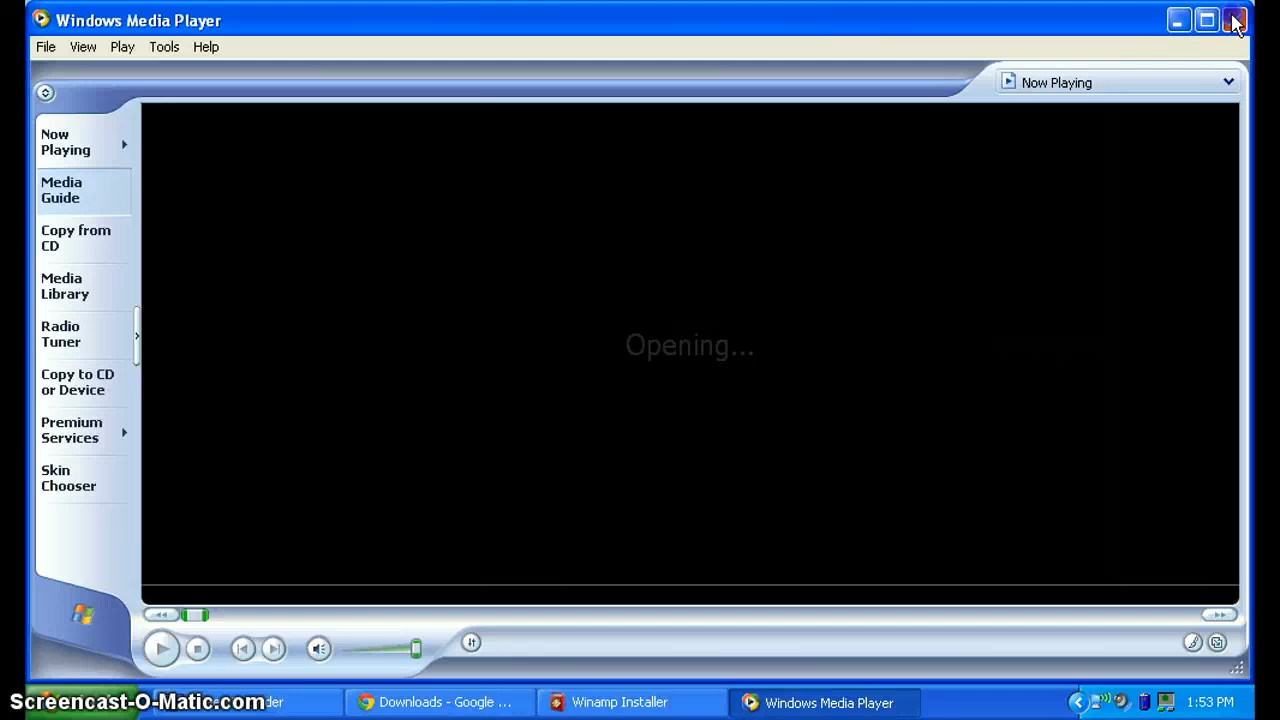 Windows Media Player
File View Play Tools Help
Now Playing
Now
Playing
Media
Guide
Copy from
CD
Media
Library
Radio
Tuner
Copy to CD
or Device
Premium
Services
Skin
Chooser
Opening...
Screencast-O-Matic.com
der
Downloads - Google ...
Winamp Installer
Windows Media Player
1:53 PM